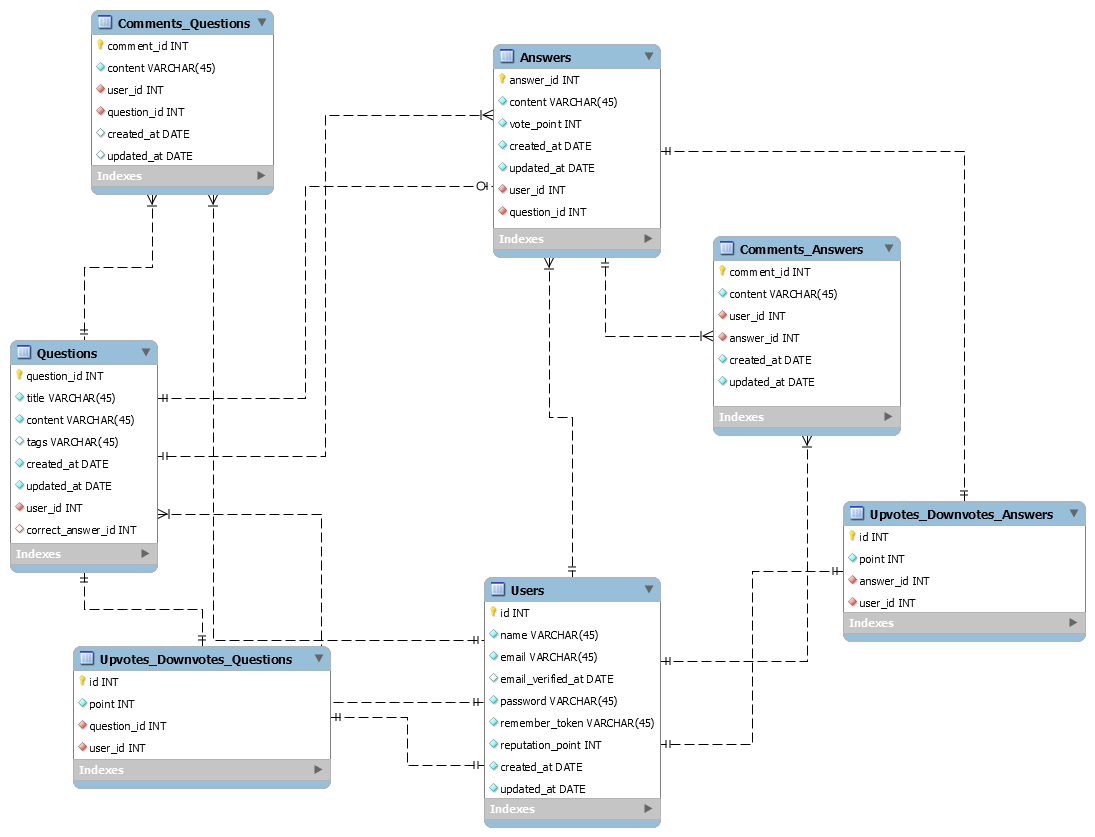 Comments_Questions
comment_id INT
content VARCHAR(45)
user_id INT
question_id INT
created_at DATE
updated_at DATE
Indexes
Answers
answer_id INT
content VARCHAR(45)
vote_point INT
created_at DATE
updated_at DATE
user_id INT
question_id INT
Indexes
Comments_Answers
comment_id INT
content VARCHAR(45)
user_id INT
answer_id INT
created_at DATE
updated_at DATE
Indexes
Questions
question_id INT
title VARCHAR(45)
content VARCHAR(45)
tags VARCHAR(45)
created_at DATE
updated_at DATE
user_id INT
correct_answer_id INT
Indexes
Upvotes_Downvotes_Answers
id INT
point INT
answer_id INT
user_id INT
Indexes
Users
id INT
name VARCHAR(45)
email VARCHAR(45)
email_verified_at DATE
password VARCHAR(45)
remember_token VARCHAR(45)
reputation_point INT
created_at DATE
updated_at DATE
Indexes
Upvotes_Downvotes_Questions
id INT
point INT
question_id INT
user_id INT
Indexes